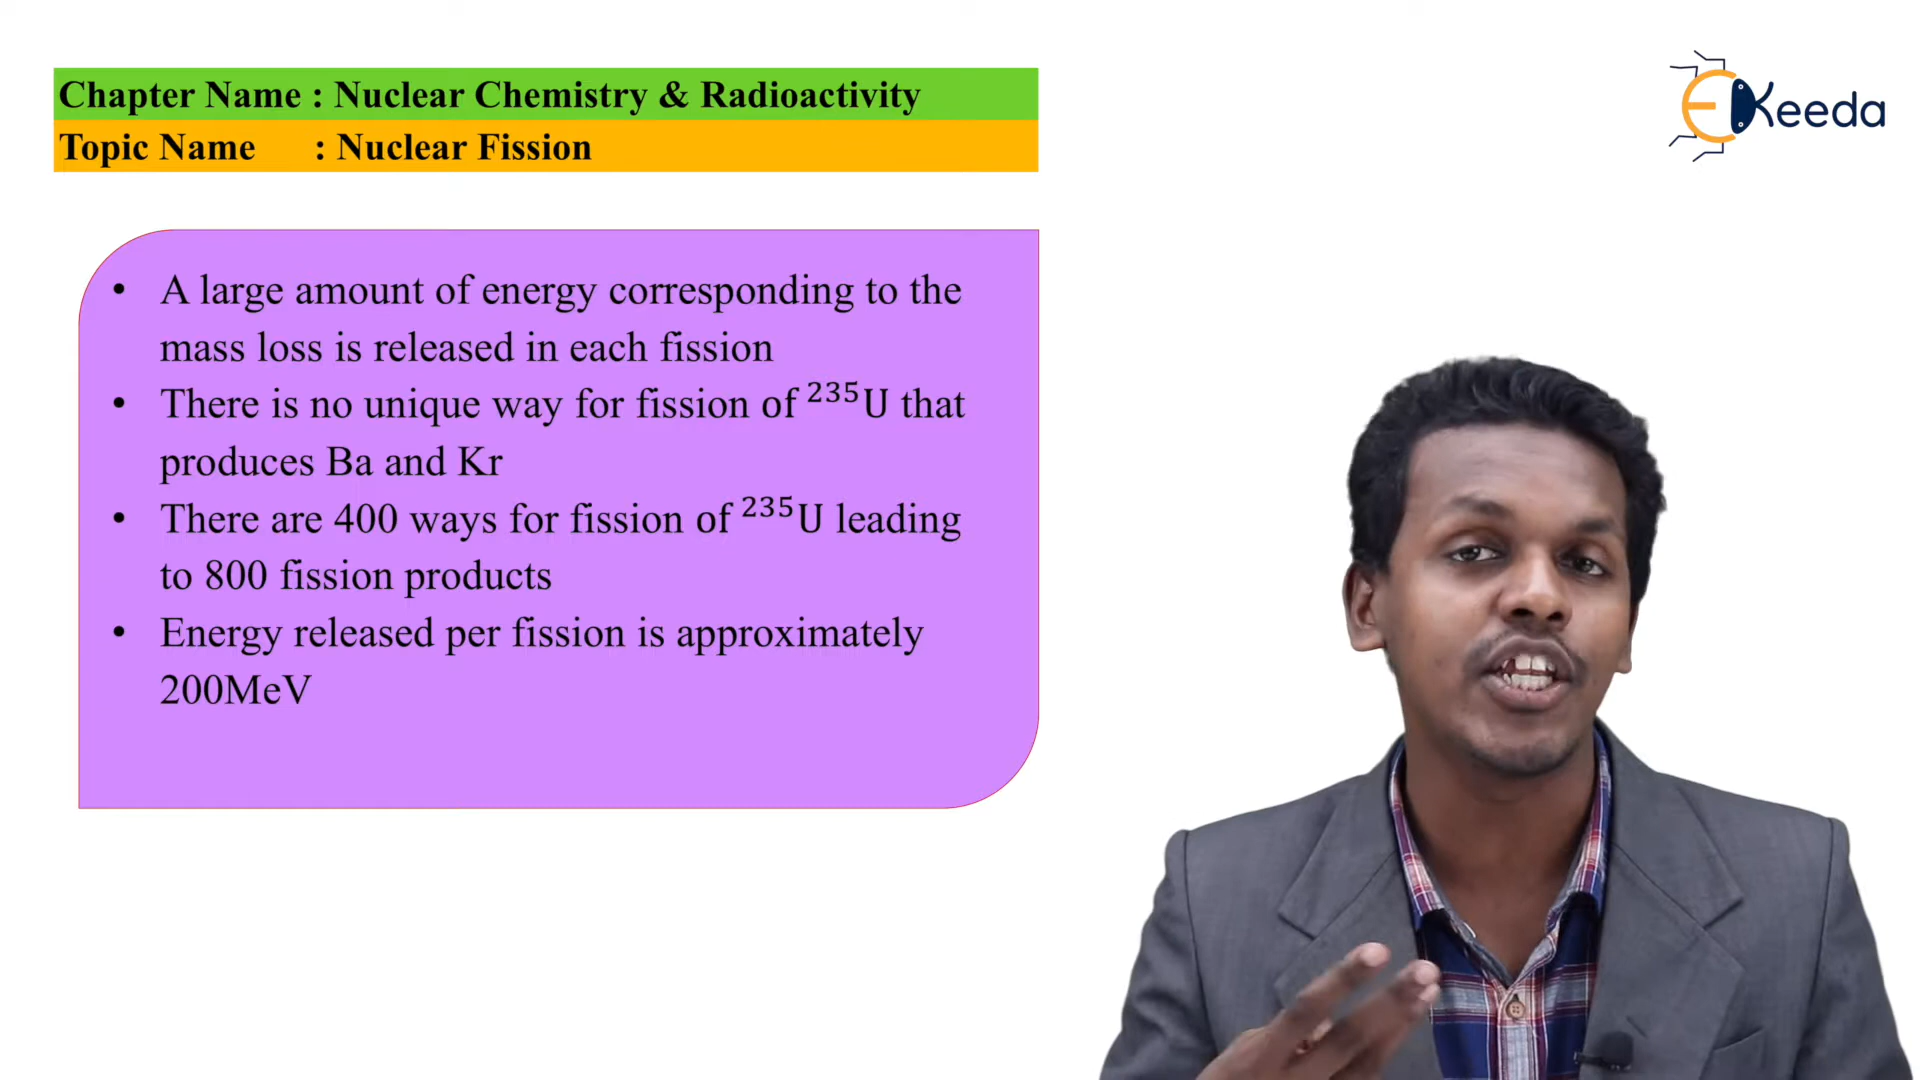 Chapter Name : Nuclear Chemistry & Radioactivity
Topic Name : Nuclear Fission
EKeeda
• A large amount of energy corresponding to the
mass loss is released in each fission
• There is no unique way for fission of ²³⁵U that
produces Ba and Kr
• There are 400 ways for fission of ²³⁵U leading
to 800 fission products
• Energy released per fission is approximately
200MeV